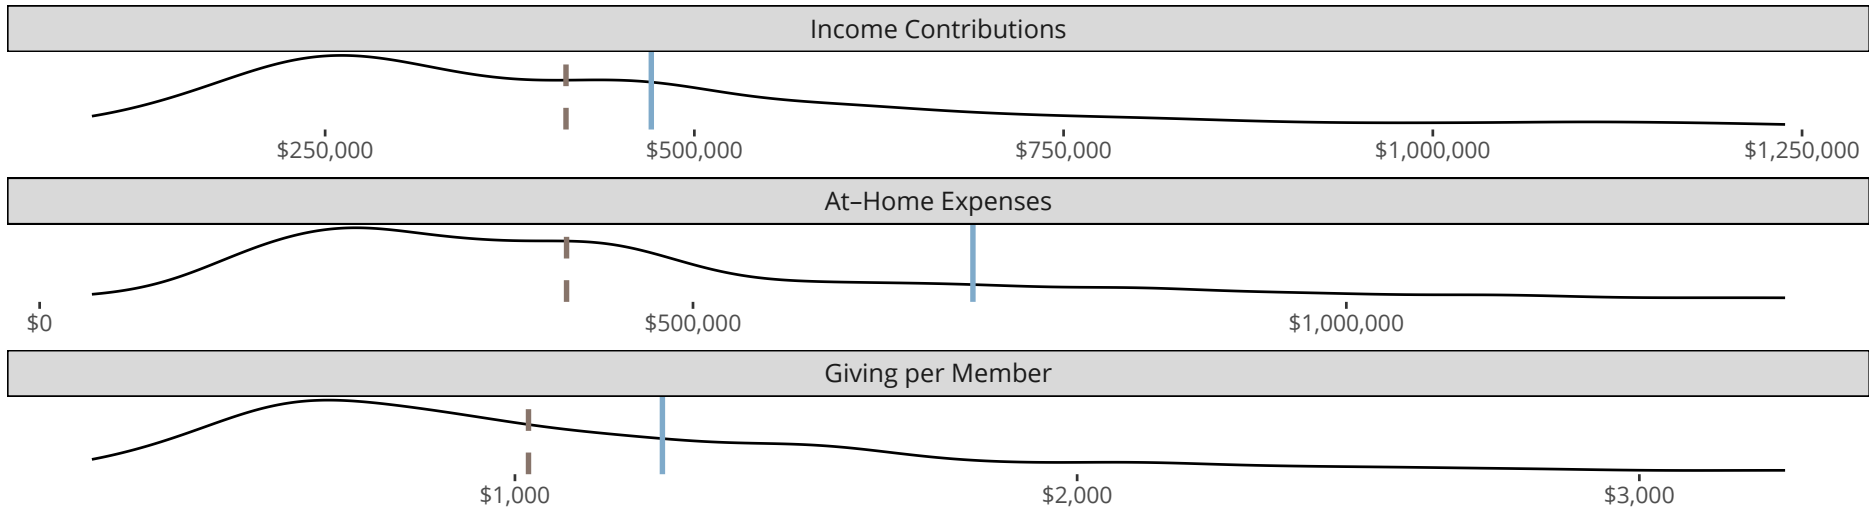 Income Contributions
$250,000 $500,000 $750,000 $1,000,000 $1,250,000
At–Home Expenses
$0 $500,000 $1,000,000
Giving per Member
$1,000 $2,000 $3,000